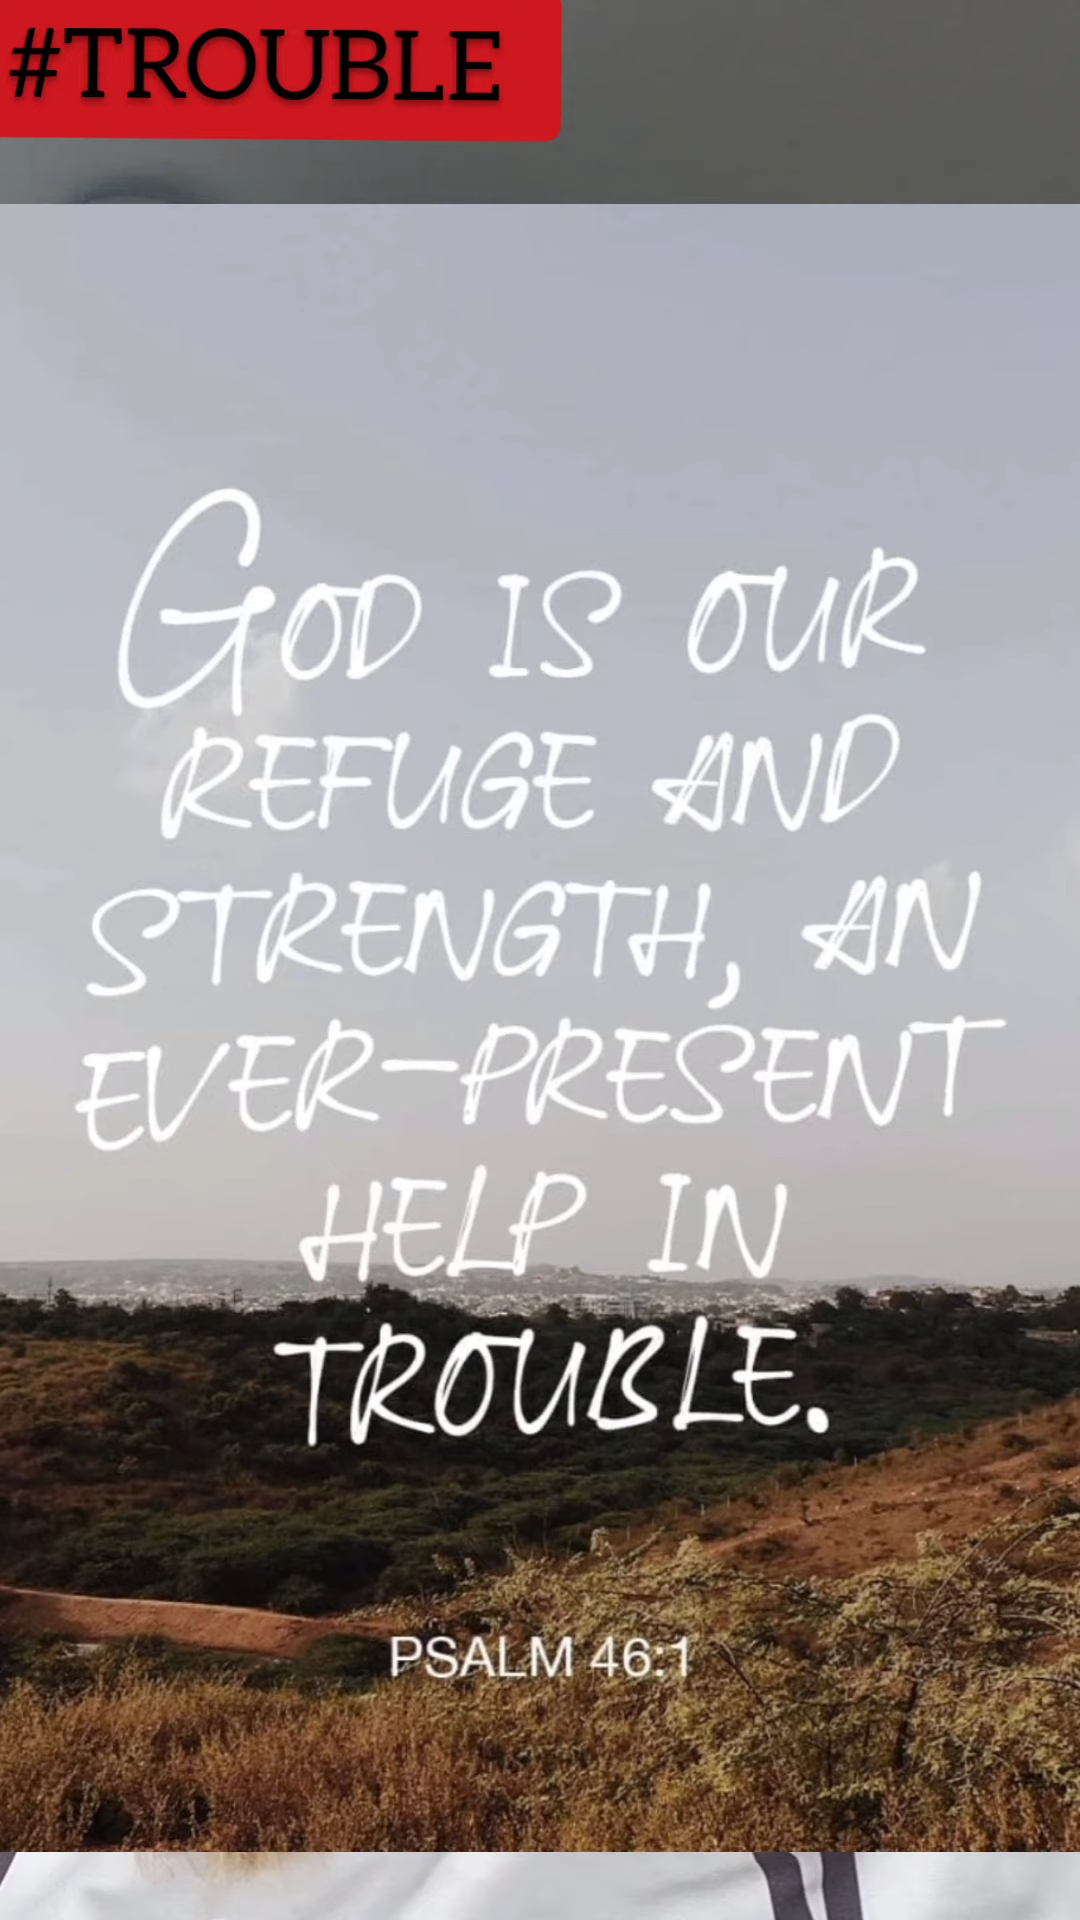 #TROUBLE
GOD IS OUR
REFUGE AND
STRENGTH, AN
EVER-PRESENT
HELP IN
TROUBLE.
PSALM 46:1